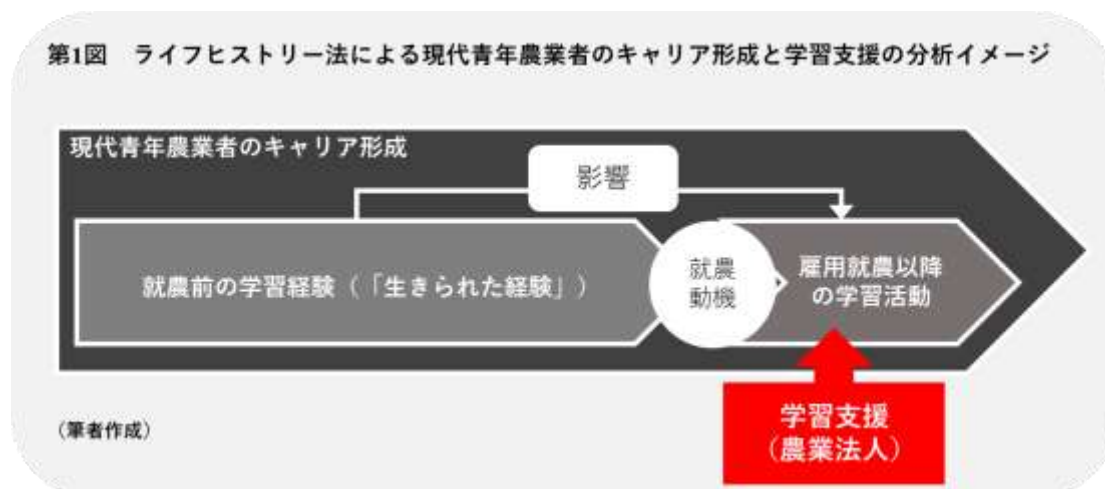 第1図　ライフヒストリー法による現代青年農業者のキャリア形成と学習支援の分析イメージ
現代青年農業者のキャリア形成
影響
就農前の学習経験（「生きられた経験」）
就農
動機
雇用就農以降
の学習活動
学習支援
（農業法人）
（筆者作成）